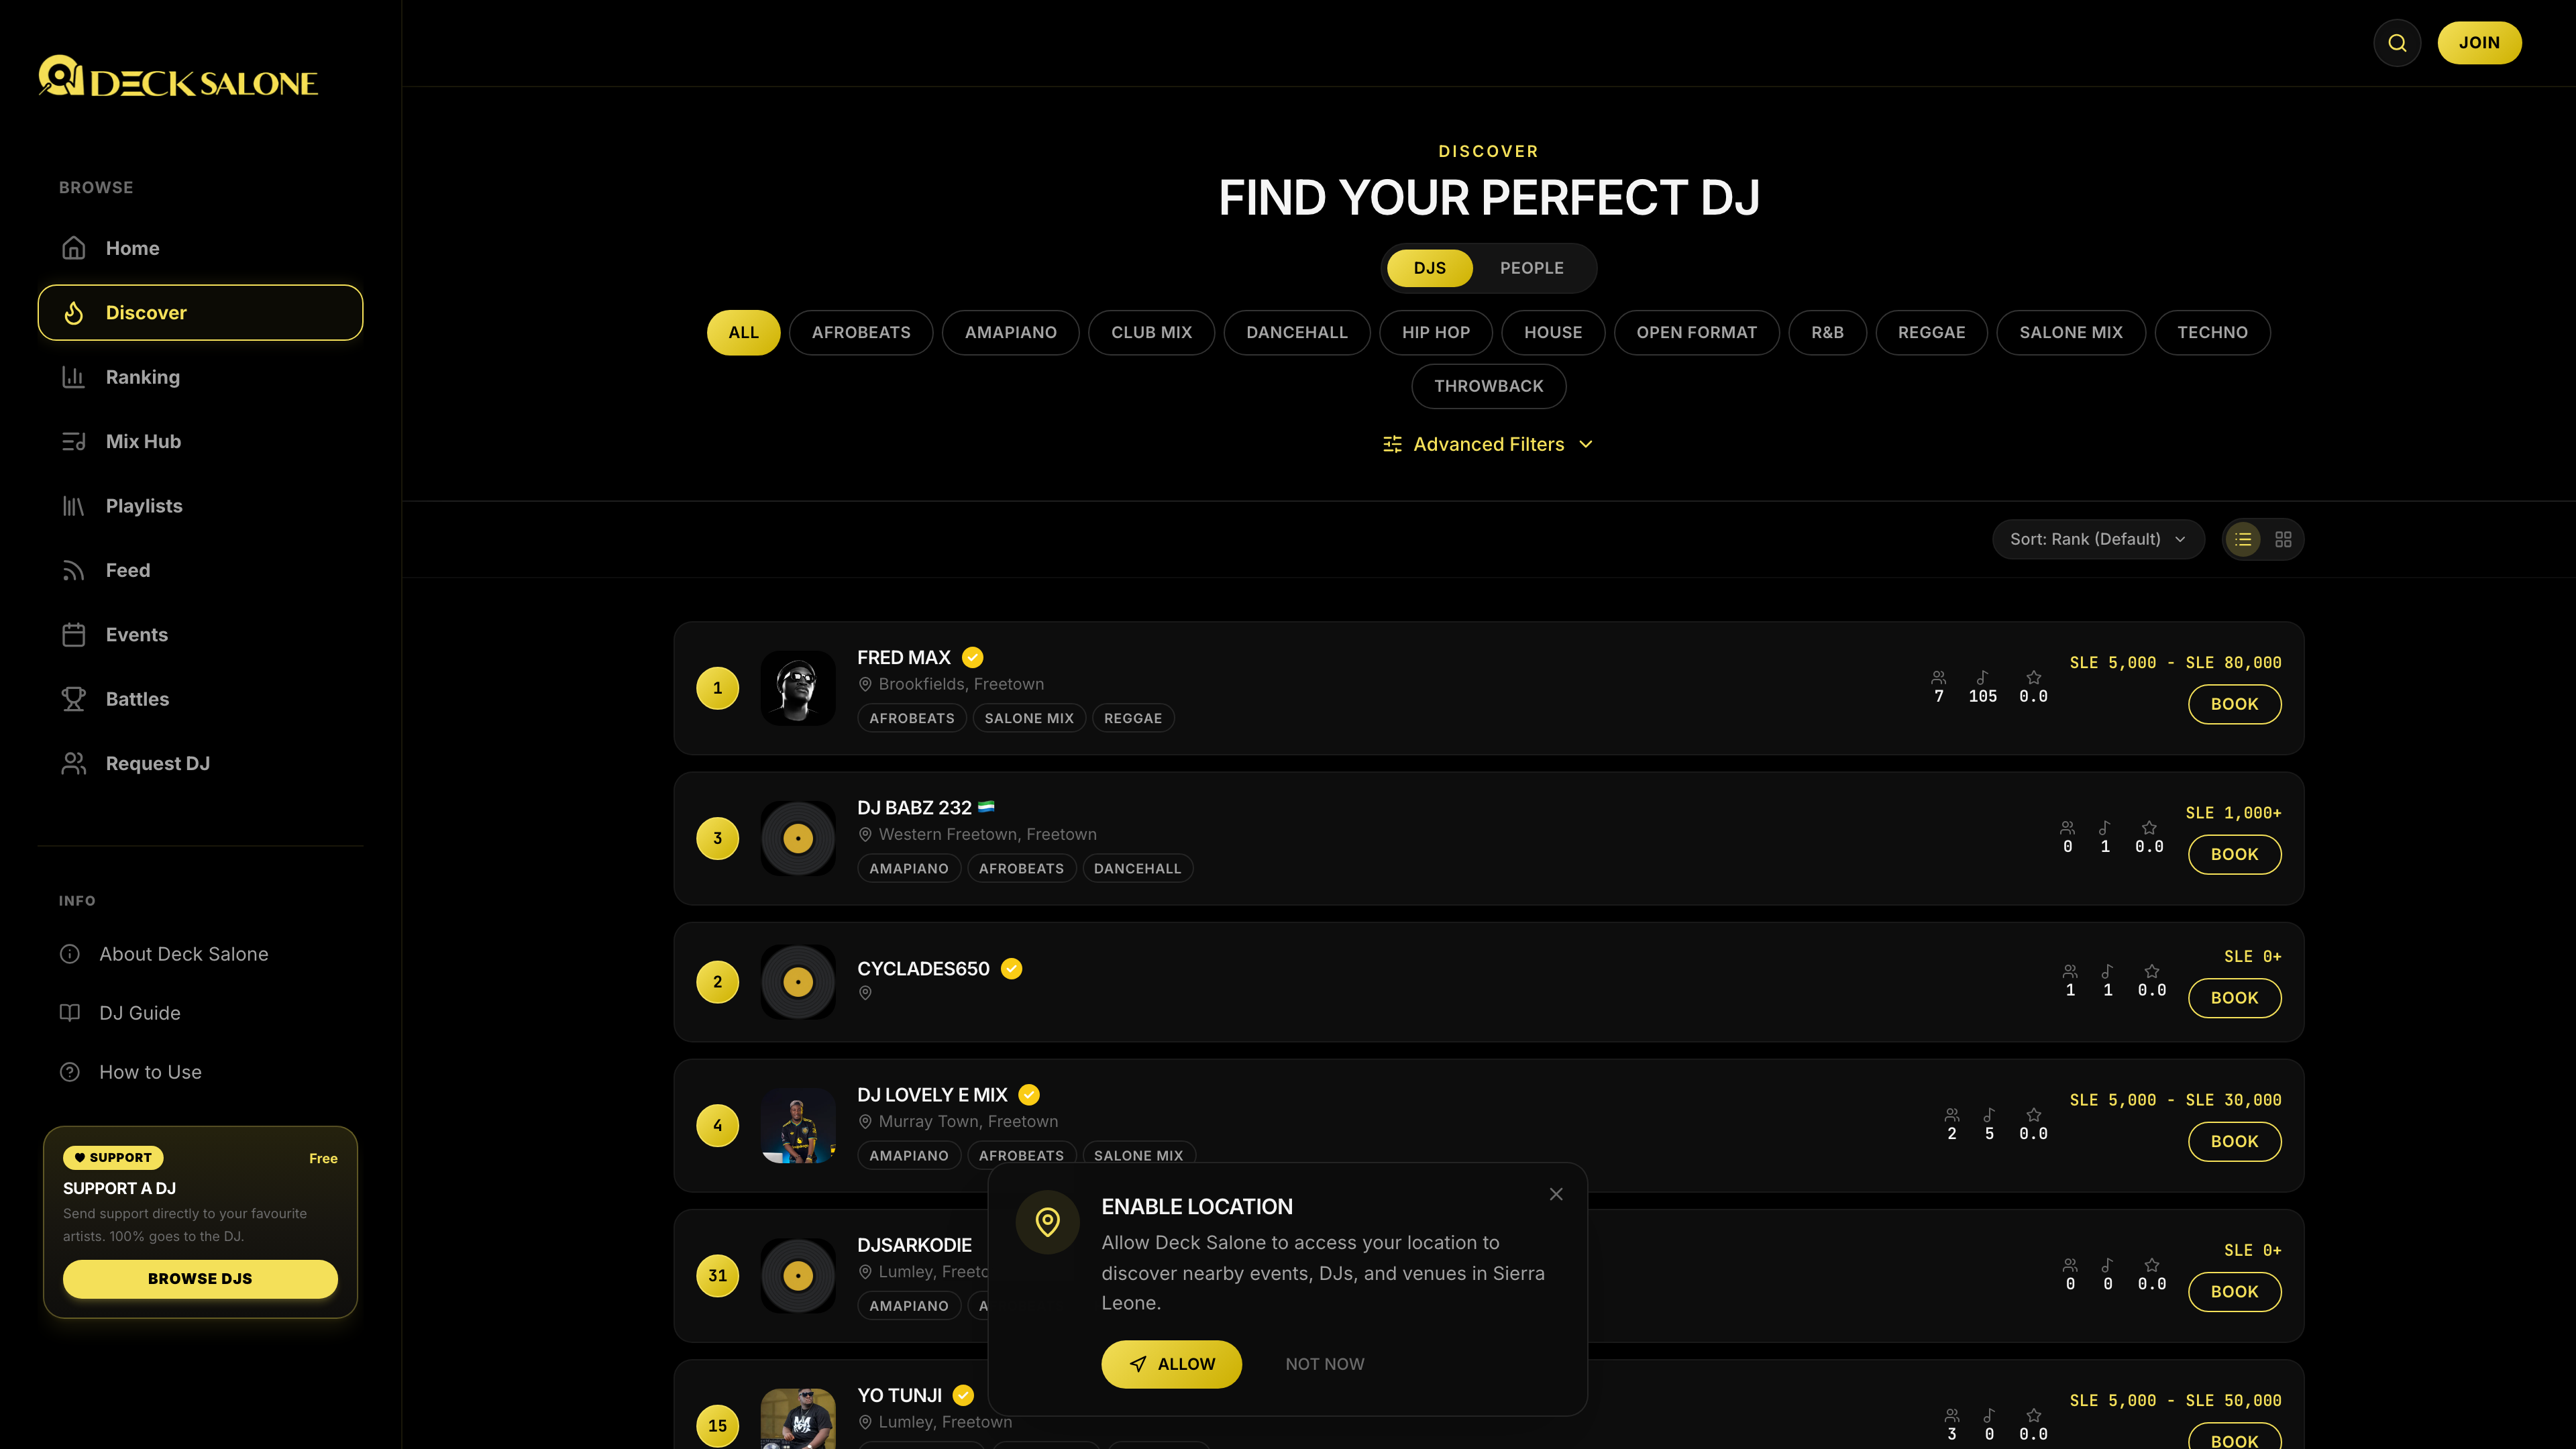 DECK SALONE
JOIN
BROWSE
Home
Discover
Ranking
Mix Hub
Playlists
Feed
Events
Battles
Request DJ
INFO
About Deck Salone
DJ Guide
How to Use
SUPPORT Free
SUPPORT A DJ
Send support directly to your favourite
artists. 100% goes to the DJ.
BROWSE DJS
DISCOVER
FIND YOUR PERFECT DJ
DJS PEOPLE
ALL AFROBEATS AMAPIANO CLUB MIX DANCEHALL HIP HOP HOUSE OPEN FORMAT R&B REGGAE SALONE MIX TECHNO
THROWBACK
Advanced Filters
Sort: Rank (Default)
1
FRED MAX
Brookfields, Freetown
AFROBEATS SALONE MIX REGGAE
7 105 0.0
SLE 5,000 - SLE 80,000
BOOK
3
DJ BABZ 232
Western Freetown, Freetown
AMAPIANO AFROBEATS DANCEHALL
0 1 0.0
SLE 1,000+
BOOK
2
CYCLADES650
1 1 0.0
SLE 0+
BOOK
4
DJ LOVELY E MIX
Murray Town, Freetown
AMAPIANO AFROBEATS SALONE MIX
2 5 0.0
SLE 5,000 - SLE 30,000
BOOK
31
DJSARKODIE
Lumley,
AMAPIANO
0 0 0.0
SLE 0+
BOOK
15
YO TUNJI
Lumley, Freetown
3 0 0.0
SLE 5,000 - SLE 50,000
BOOK
ENABLE LOCATION
Allow Deck Salone to access your location to
discover nearby events, DJs, and venues in Sierra
Leone.
ALLOW NOT NOW